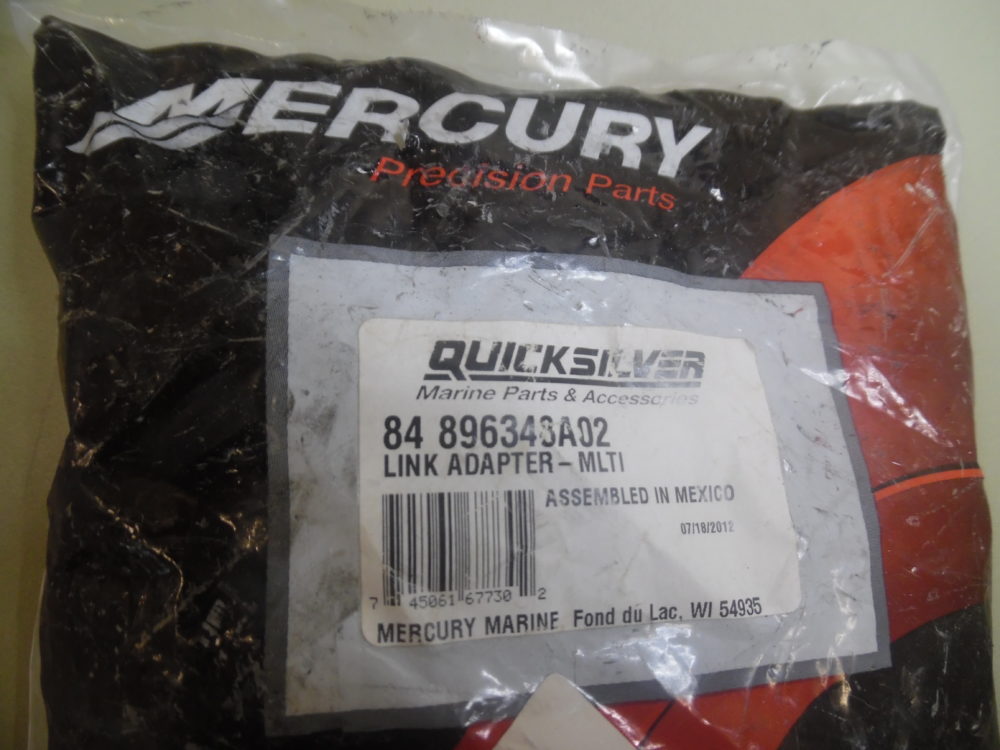 MERCURY
Precision Parts
QUICKSILVER
Marine Parts & Accessories
84 896343A02
LINK ADAPTER - MLTI
ASSEMBLED IN MEXICO
07/18/2012
7 45061 67730 2
MERCURY MARINE, Fond du Lac, WI 54935